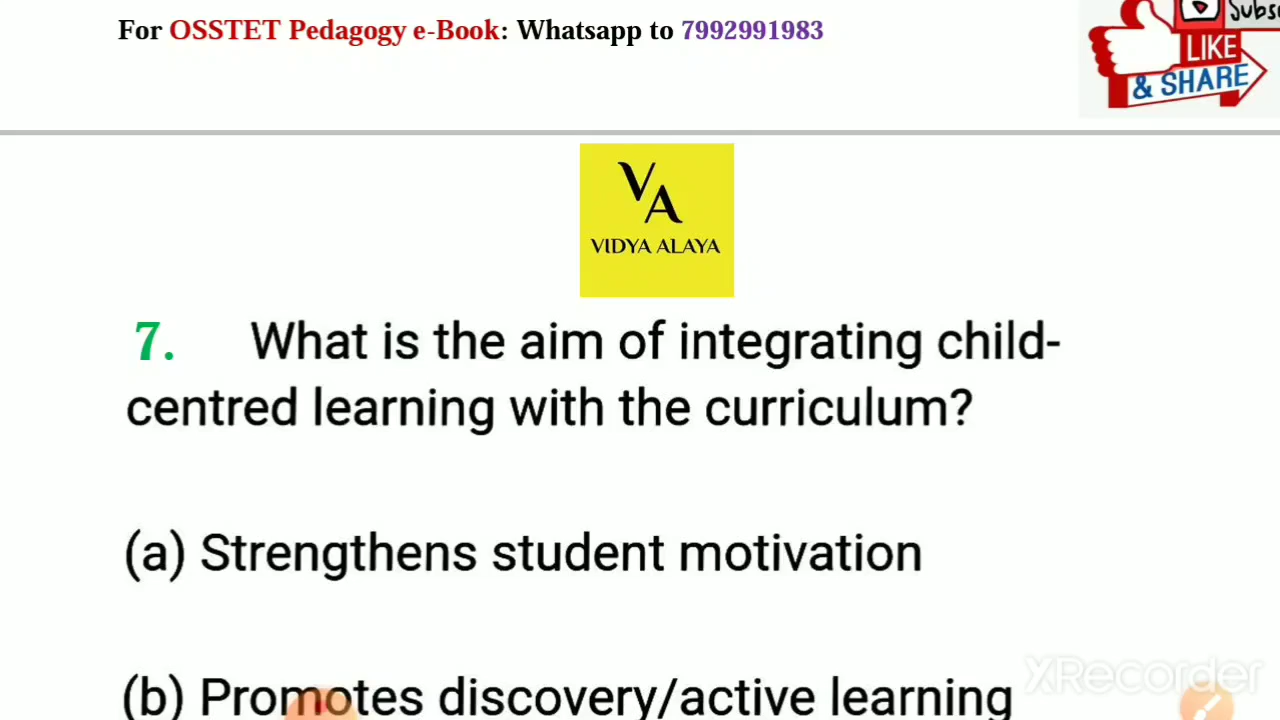 For OSSTET Pedagogy e-Book: Whatsapp to 7992991983
Subsc
LIKE
& SHARE
VA
VIDYA ALAYA
7. What is the aim of integrating child-
centred learning with the curriculum?
(a) Strengthens student motivation
(b) Promotes discovery/active learning
XRecorder